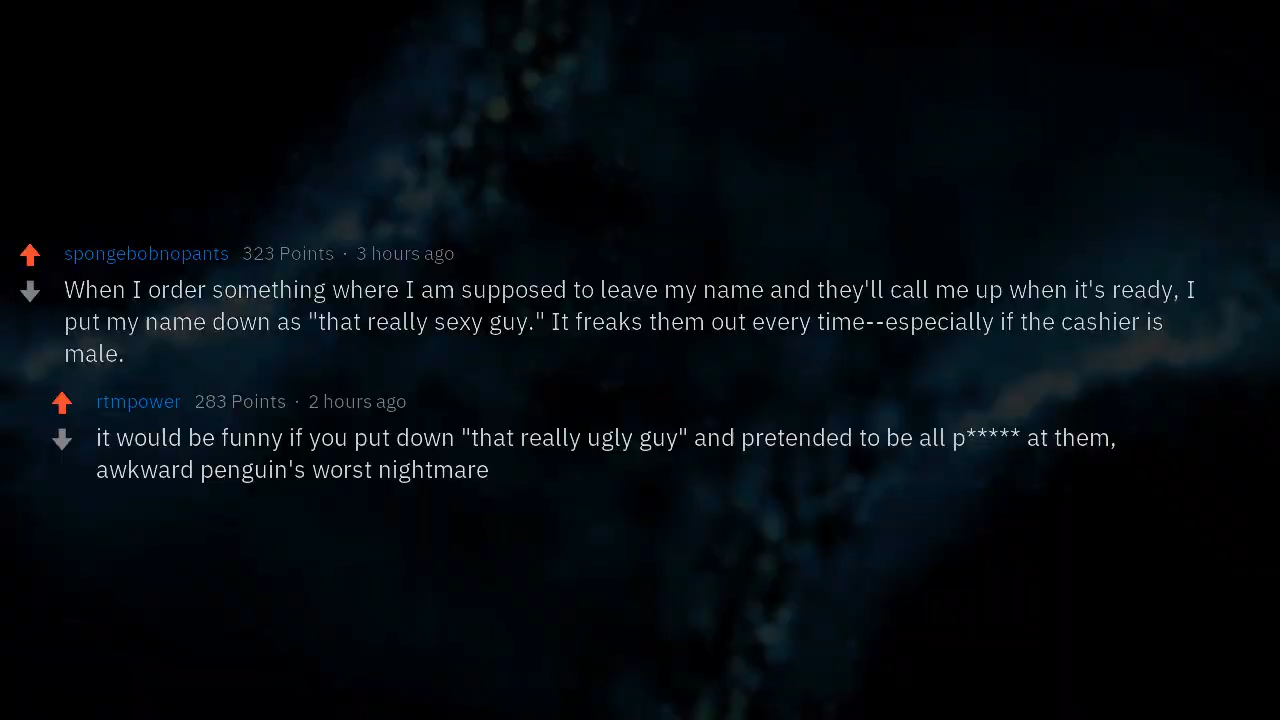 spongebobnopants 323 Points · 3 hours ago
When I order something where I am supposed to leave my name and they'll call me up when it's ready, I
put my name down as "that really sexy guy." It freaks them out every time--especially if the cashier is
male.
rtmpower 283 Points · 2 hours ago
it would be funny if you put down "that really ugly guy" and pretended to be all p***** at them,
awkward penguin's worst nightmare